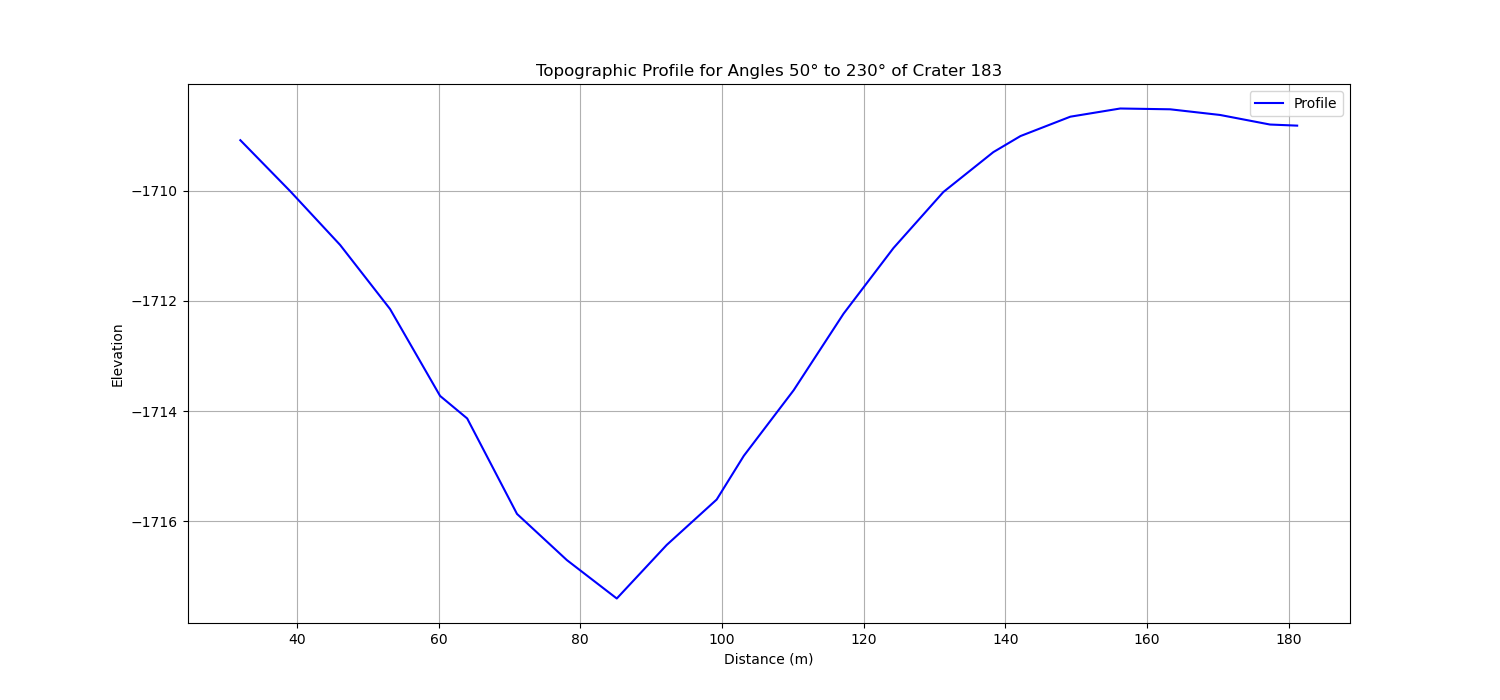 Topographic Profile for Angles 50° to 230° of Crater 183
Profile
−1710
−1712
−1714
−1716
Elevation
40 60 80 100 120 140 160 180
Distance (m)